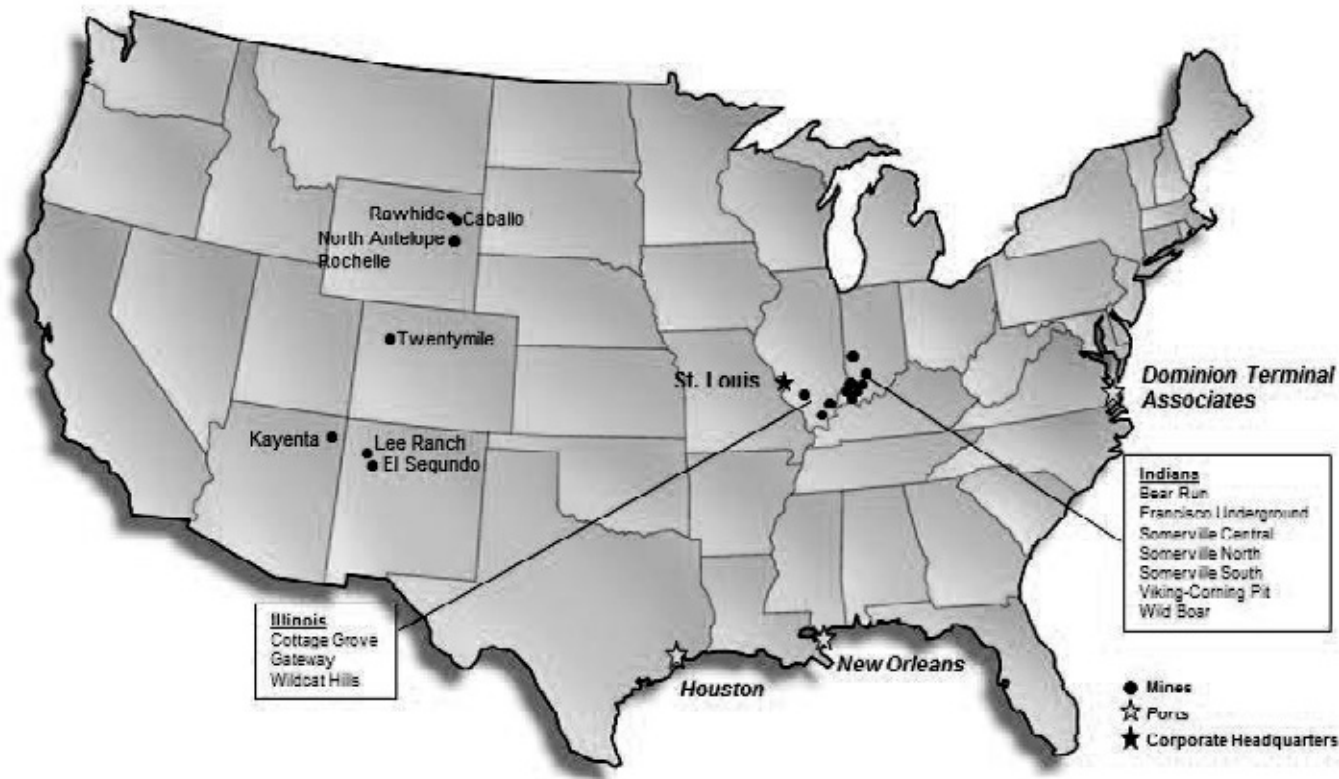 Rawhide
Caballo
North Antelope
Rochelle
Twentymile
St. Louis
Dominion Terminal
Associates
Kayenta
Lee Ranch
El Segundo
Indiana
Bear Run
Francisco Underground
Somerville Central
Somerville North
Somerville South
Viking-Corning Pit
Wild Boar
Illinois
Cottage Grove
Gateway
Wildcat Hills
New Orleans
Houston
Mines
Ports
Corporate Headquarters